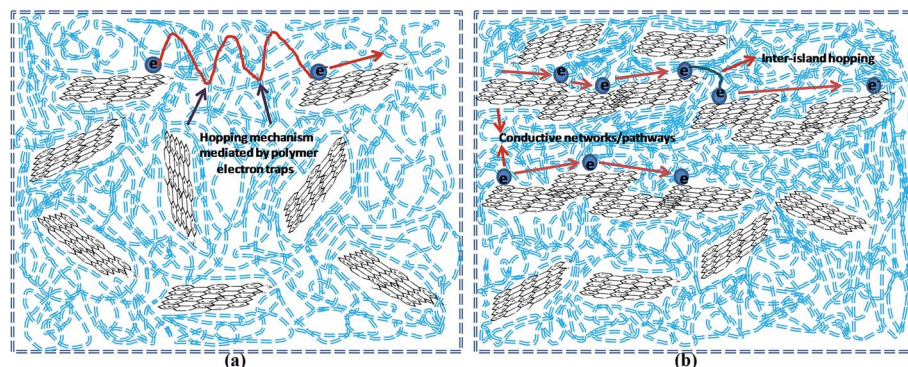 e
e
Hopping mechanism
mediated by polymer
electron traps
(a)
Inter-island hopping
e
e
e
e
e
Conductive networks/pathways
e
e
e
(b)